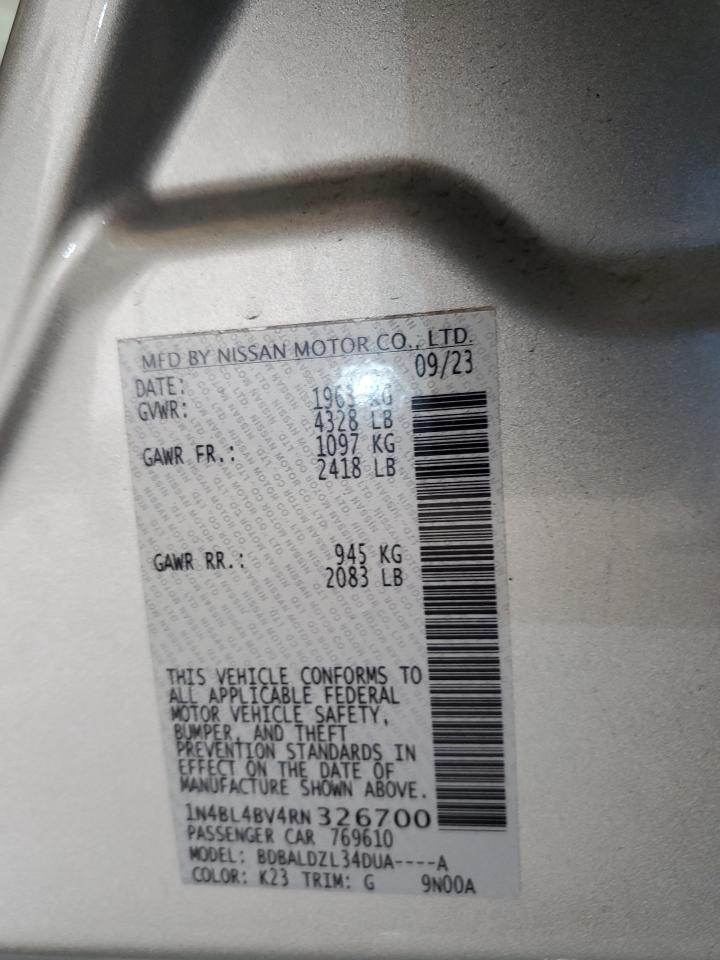 MFD BY NISSAN MOTOR CO., LTD.
DATE: 09/23
GVWR: 1963 KG
4328 LB
GAWR FR.: 1097 KG
2418 LB
GAWR RR.: 945 KG
2083 LB
THIS VEHICLE CONFORMS TO
ALL APPLICABLE FEDERAL
MOTOR VEHICLE SAFETY,
BUMPER, AND THEFT
PREVENTION STANDARDS IN
EFFECT ON THE DATE OF
MANUFACTURE SHOWN ABOVE.
1N4BL4BV4RN326700
PASSENGER CAR 769610
MODEL: BDBALDZL34DUA----A
COLOR: K23 TRIM: G 9N00A